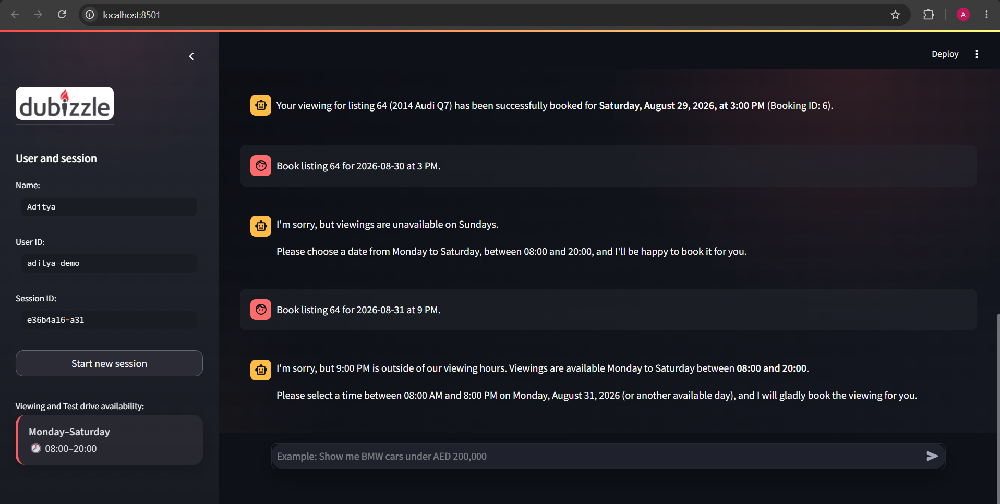 localhost:8501
A
Deploy
dubizzle
User and session
Name:
Aditya
User ID:
aditya-demo
Session ID:
e36b4a16-a31
Start new session
Viewing and Test drive availability:
Monday–Saturday
08:00–20:00
Your viewing for listing 64 (2014 Audi Q7) has been successfully booked for Saturday, August 29, 2026, at 3:00 PM (Booking ID: 6).
Book listing 64 for 2026-08-30 at 3 PM.
I'm sorry, but viewings are unavailable on Sundays.
Please choose a date from Monday to Saturday, between 08:00 and 20:00, and I'll be happy to book it for you.
Book listing 64 for 2026-08-31 at 9 PM.
I'm sorry, but 9:00 PM is outside of our viewing hours. Viewings are available Monday to Saturday between 08:00 and 20:00.
Please select a time between 08:00 AM and 8:00 PM on Monday, August 31, 2026 (or another available day), and I will gladly book the viewing for you.
Example: Show me BMW cars under AED 200,000